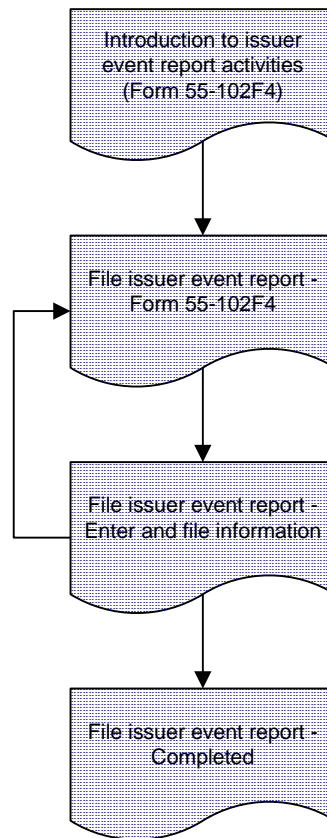 Introduction to issuer
event report activities
(Form 55-102F4)
File issuer event report -
Form 55-102F4
File issuer event report -
Enter and file information
File issuer event report -
Completed